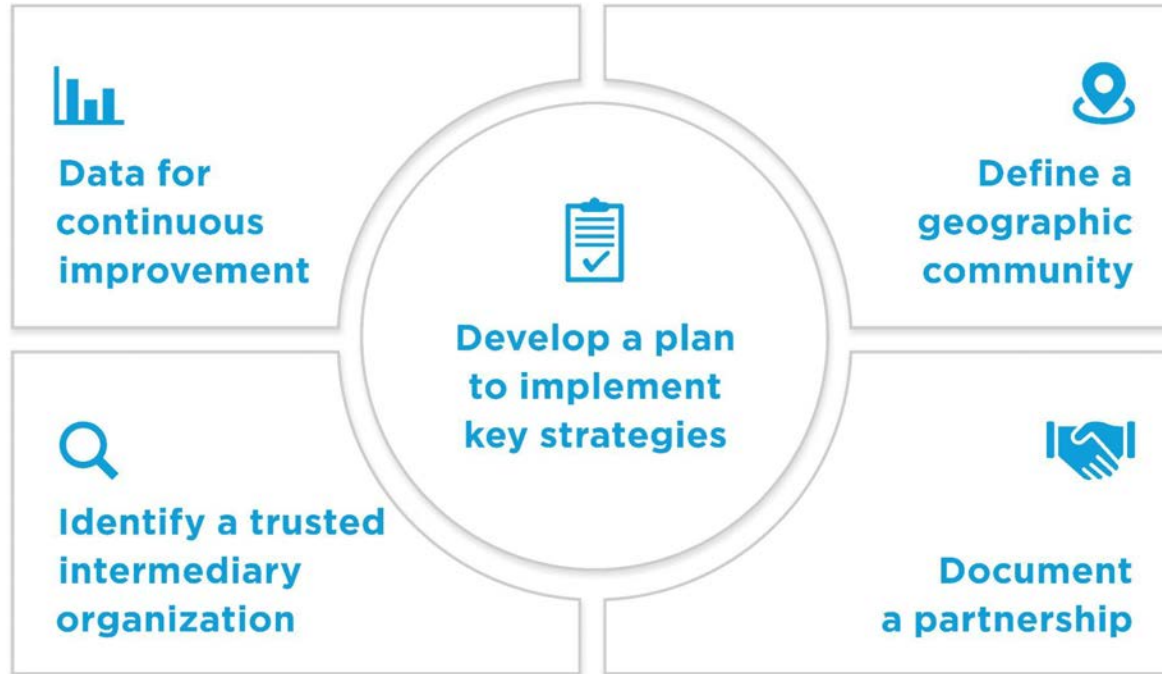 Data for
continuous
improvement
Define a
geographic
community
Develop a plan
to implement
key strategies
Identify a trusted
intermediary
organization
Document
a partnership